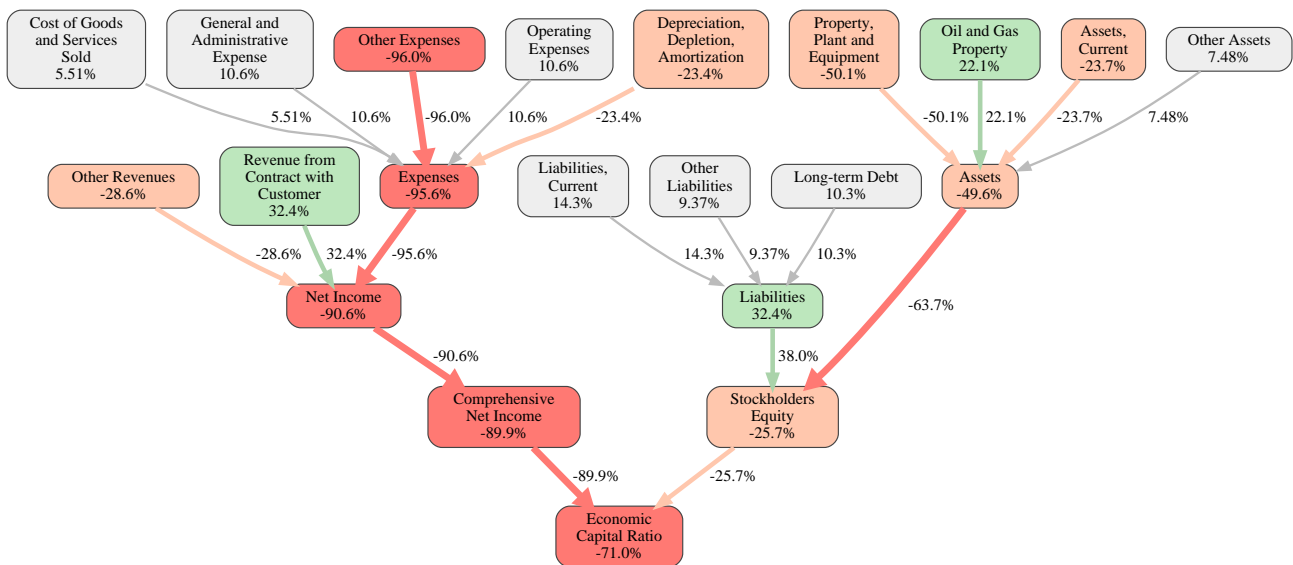 Cost of Goods
and Services
Sold
5.51%
General and
Administrative
Expense
10.6%
Other Expenses
-96.0%
Operating
Expenses
10.6%
Depreciation,
Depletion,
Amortization
-23.4%
Property,
Plant and
Equipment
-50.1%
Oil and Gas
Property
22.1%
Assets,
Current
-23.7%
Other Assets
7.48%
5.51%
10.6%
-96.0%
10.6%
-23.4%
-50.1%
22.1%
-23.7%
7.48%
Other Revenues
-28.6%
Revenue from
Contract with
Customer
32.4%
Expenses
-95.6%
Liabilities,
Current
14.3%
Other
Liabilities
9.37%
Long-term Debt
10.3%
Assets
-49.6%
-28.6%
32.4%
-95.6%
14.3%
9.37%
10.3%
-63.7%
Net Income
-90.6%
Liabilities
32.4%
-90.6%
38.0%
Comprehensive
Net Income
-89.9%
Stockholders
Equity
-25.7%
-89.9%
-25.7%
Economic
Capital Ratio
-71.0%